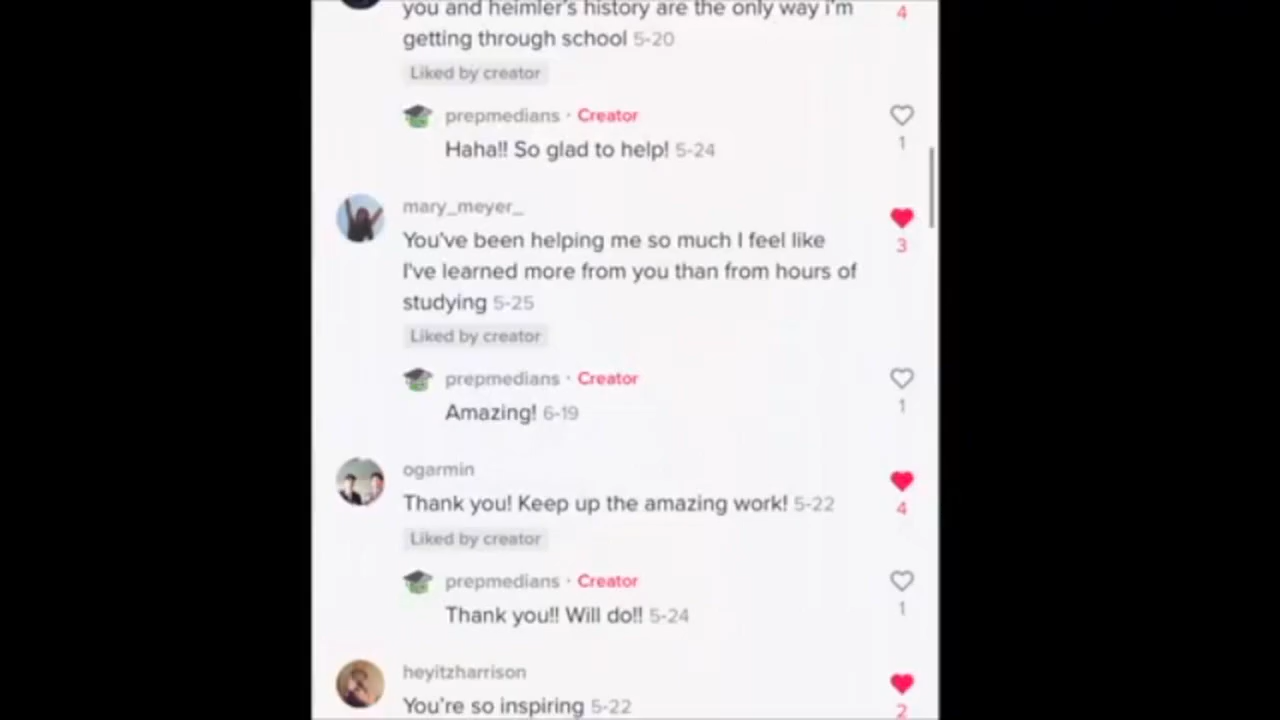 you and heimler's history are the only way i'm
4
getting through school 5-20
Liked by creator
prepmedians · Creator
Haha!! So glad to help! 5-24
1
mary_meyer_
You've been helping me so much I feel like
3
I've learned more from you than from hours of
studying 5-25
Liked by creator
prepmedians · Creator
Amazing! 6-19
1
ogarmin
Thank you! Keep up the amazing work! 5-22
4
Liked by creator
prepmedians · Creator
Thank you!! Will do!! 5-24
1
heyitzharrison
You're so inspiring 5-22
2